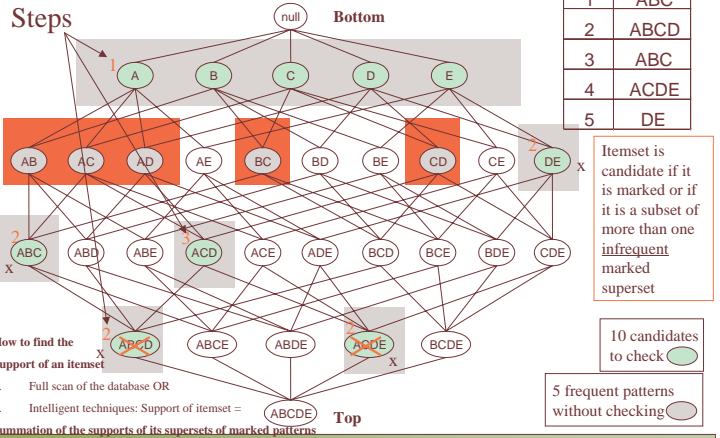 Steps
null
Bottom
1 ABC
2 ABCD
3 ABC
4 ACDE
5 DE
1
A B C D E
2
AB AC AD AE BC BD BE CD CE DE
x
Itemset is
candidate if it
is marked or if
it is a subset of
more than one
infrequent
marked
superset
2
3
ABC ABD ABE ACD ACE ADE BCD BCE BDE CDE
x
2
2
ABCD ABCE ABDE ACDE BCDE
x
x
How to find the
support of an itemset
Full scan of the database OR
Intelligent techniques: Support of itemset =
summation of the supports of its supersets of marked patterns
ABCDE
Top
10 candidates
to check
5 frequent patterns
without checking